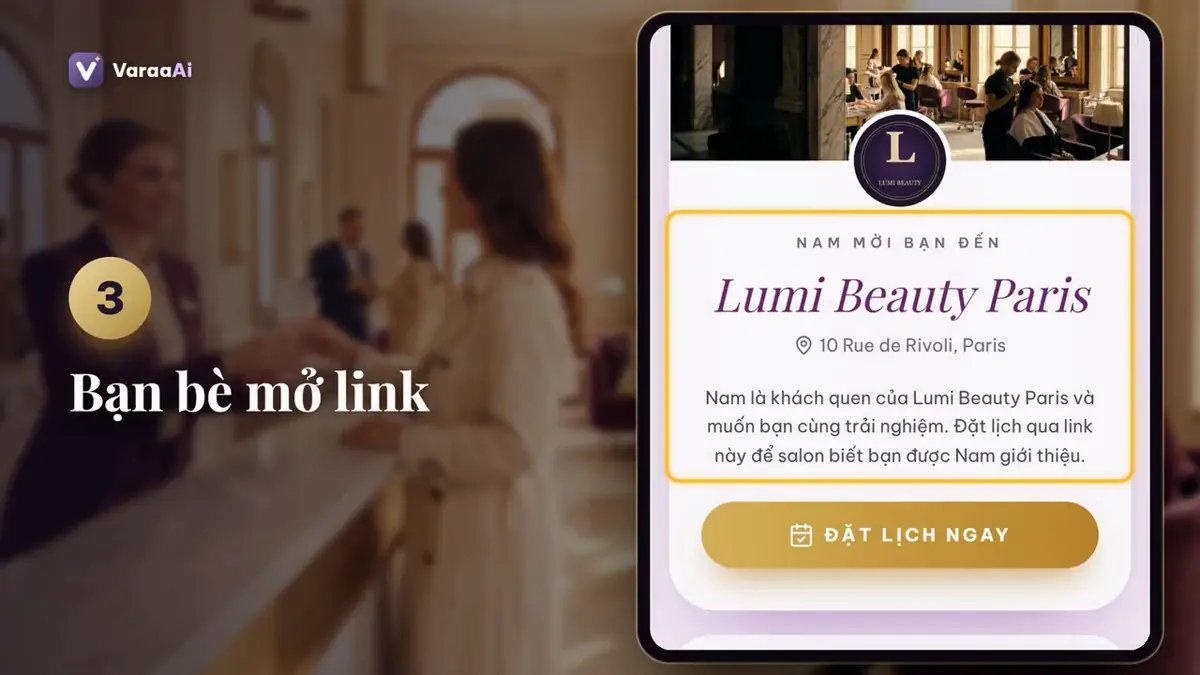 VaraaAi
3
Bạn bè mở link
L
LUMI BEAUTY
NAM MỜI BẠN ĐẾN
Lumi Beauty Paris
10 Rue de Rivoli, Paris
Nam là khách quen của Lumi Beauty Paris và
muốn bạn cùng trải nghiệm. Đặt lịch qua link
này để salon biết bạn được Nam giới thiệu.
ĐẶT LỊCH NGAY